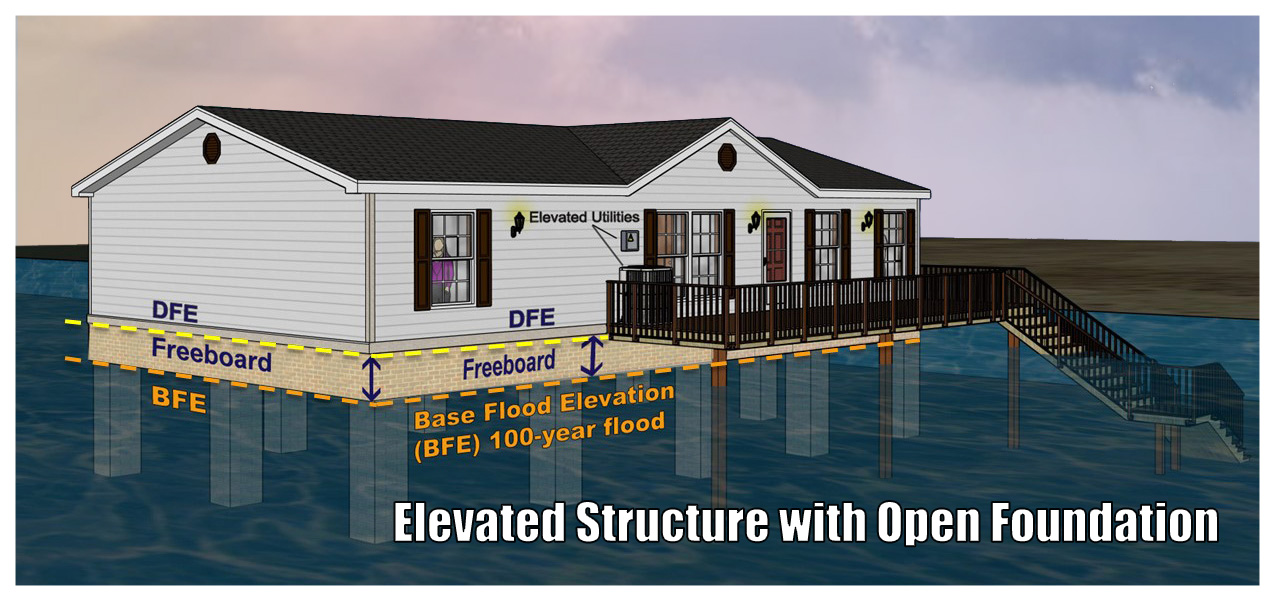 Elevated Utilities
DFE
DFE
Freeboard
Freeboard
BFE
Base Flood Elevation
(BFE) 100-year flood
Elevated Structure with Open Foundation